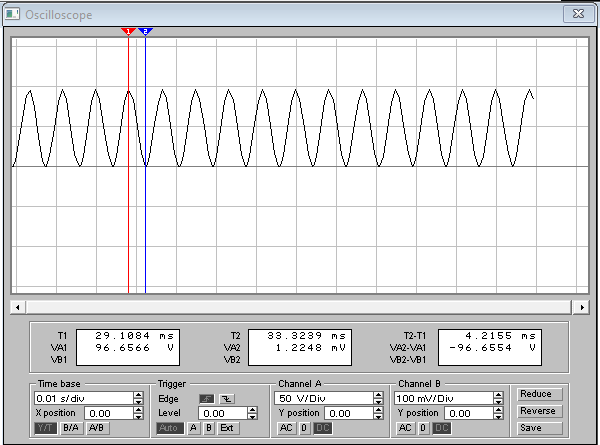 Oscilloscope
1 2
T1 29.1084 ms T2 33.3239 ms T2-T1 4.2155 ms
VA1 96.6566 V VA2 1.2248 mV VA2-VA1 -96.6554 V
VB1 VB2 VB2-VB1
Time base Trigger Channel A Channel B
0.01 s/div Edge 50 V/Div 100 mV/Div Reduce
X position 0.00 Level 0.00 Y position 0.00 Y position 0.00 Reverse
Y/T B/A A/B Auto A B Ext AC 0 DC AC 0 DC Save